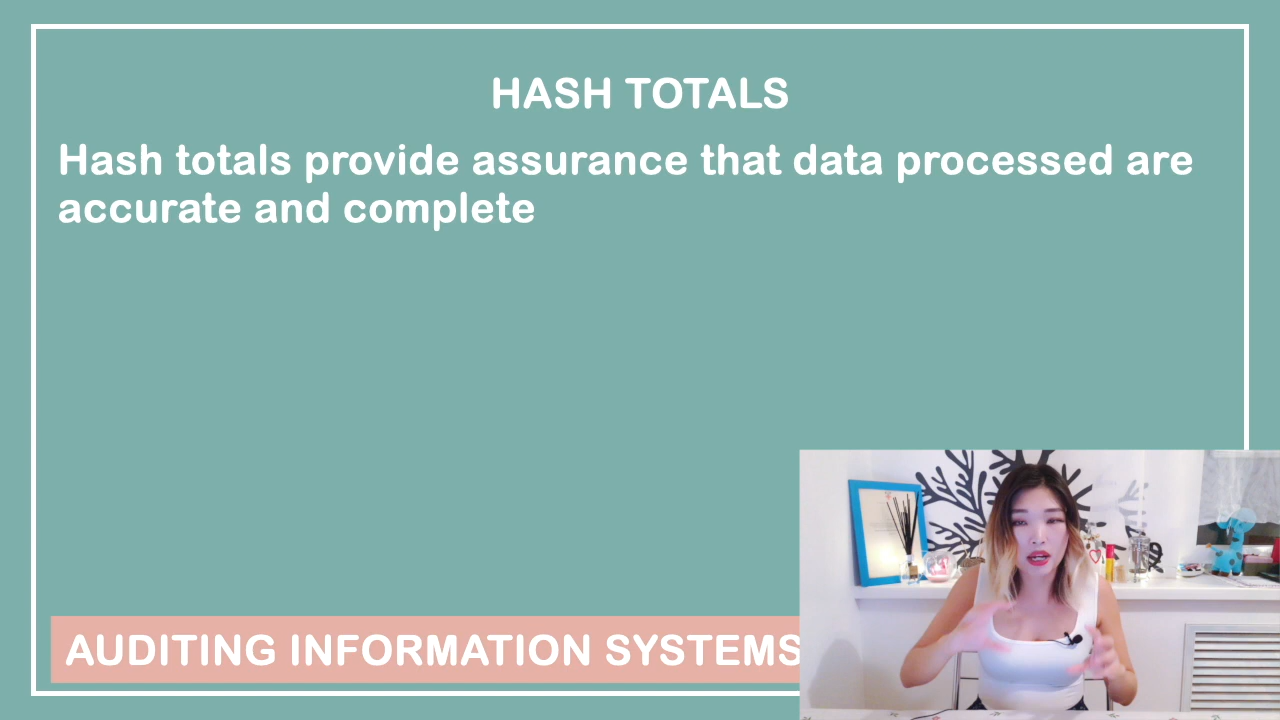 HASH TOTALS
Hash totals provide assurance that data processed are
accurate and complete
AUDITING INFORMATION SYSTEMS